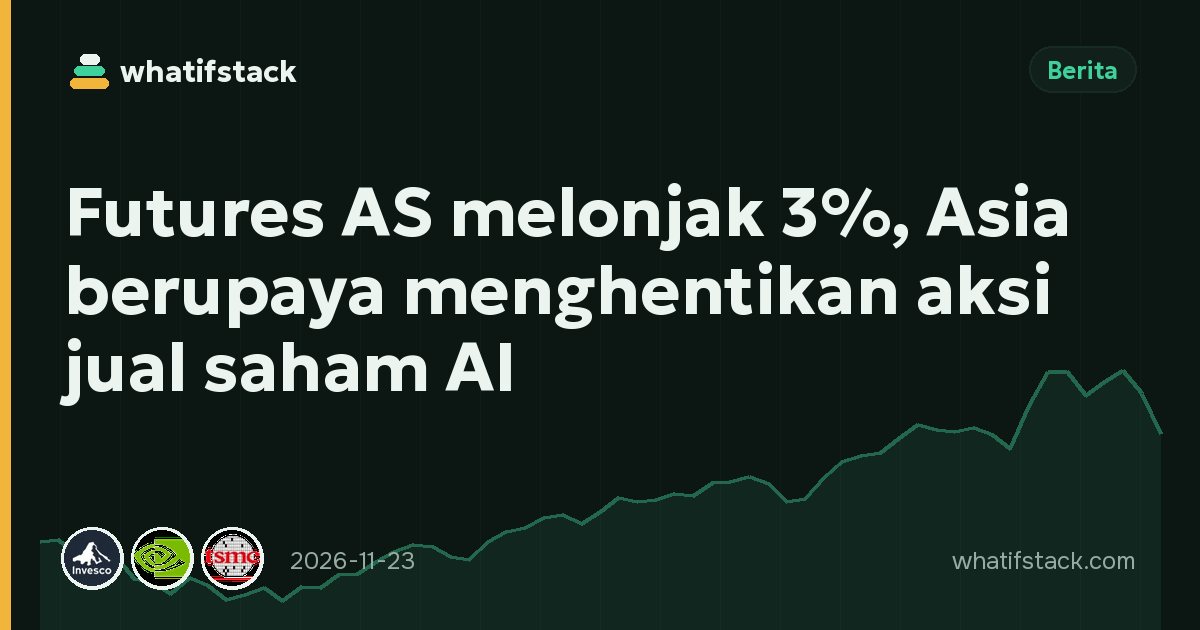 whatifstack
Berita
Futures AS melonjak 3%, Asia
berupaya menghentikan aksi
jual saham AI
Invesco
tsmc
2026-11-23
whatifstack.com